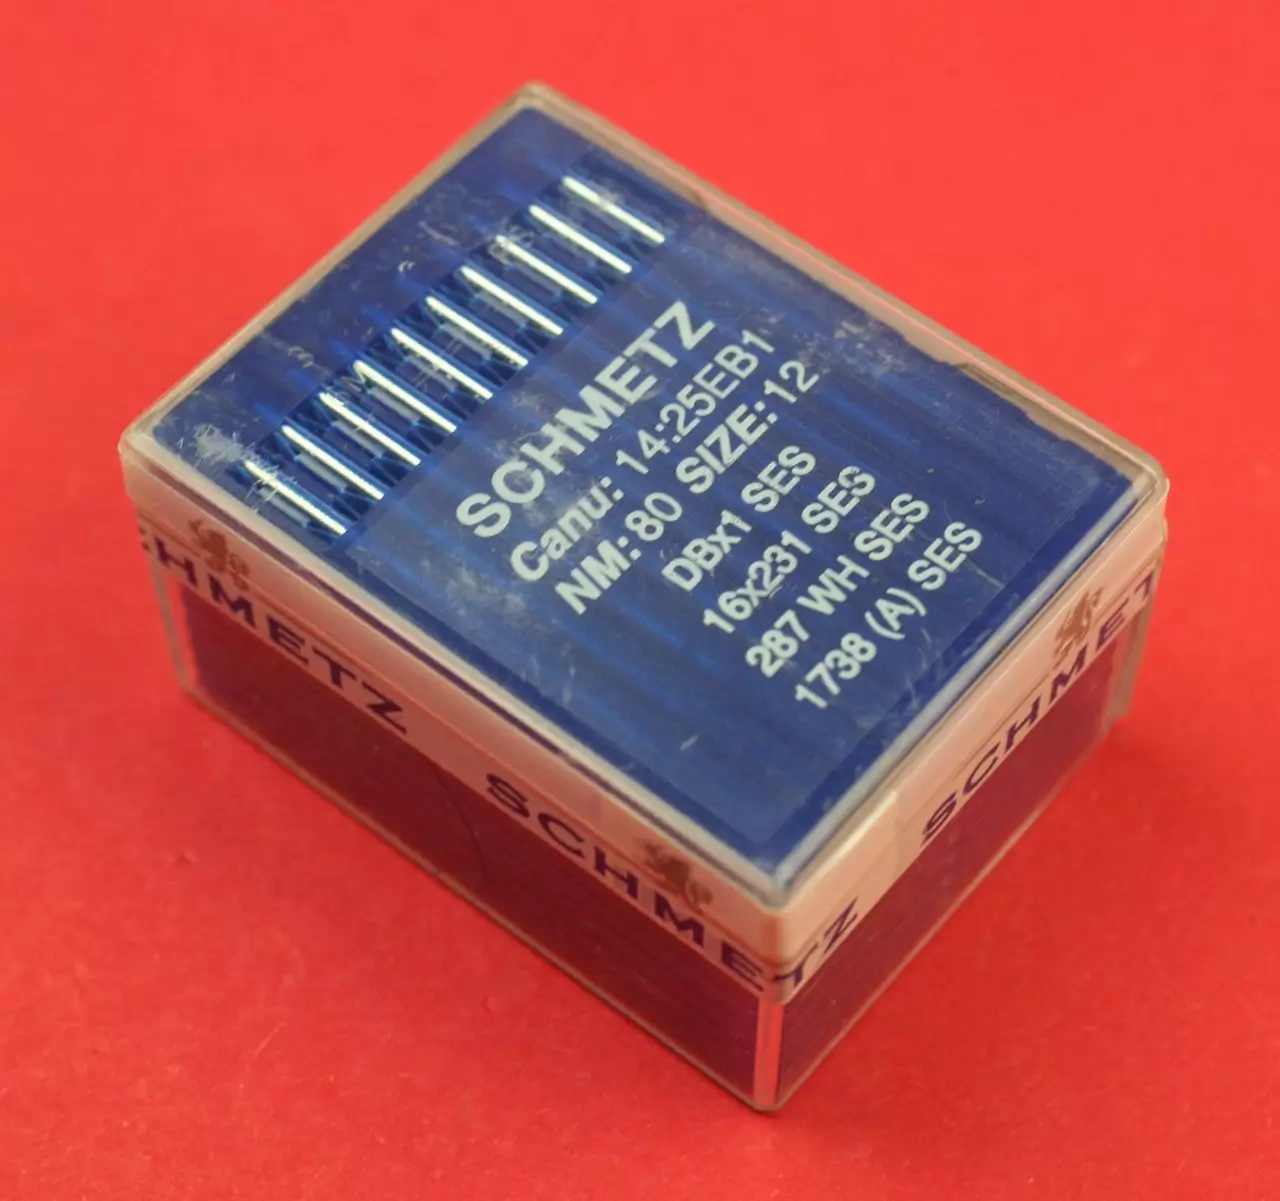 SCHMETZ
Canu: 14:25EB1
NM: 80 SIZE: 12
DBx1 SES
16x231 SES
287 WH SES
1738 (A) SES
SCHMETZ
SCHMETZ